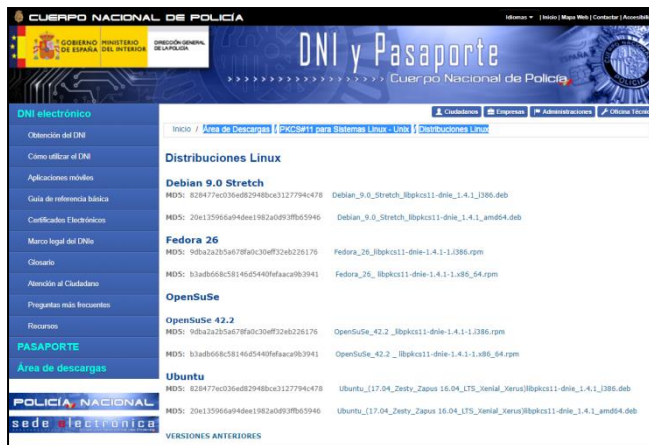 CUERPO NACIONAL DE POLICÍA
Idiomas | Inicio | Mapa Web | Contactar | Accesibili
GOBIERNO DE ESPAÑA
MINISTERIO DEL INTERIOR
DIRECCIÓN GENERAL DE LA POLICÍA
DNI y Pasaporte
>>>>>>>>>>>>>>>>>>>> Cuerpo Nacional de Policía
DNI electrónico
Ciudadanos Empresas Administraciones Oficina Técni
Inicio / Área de Descargas / PKCS#11 para Sistemas Linux - Unix / Distribuciones Linux
Obtención del DNI
Cómo utilizar el DNI
Aplicaciones móviles
Guía de referencia básica
Certificados Electrónicos
Marco legal del DNIe
Glosario
Atención al Ciudadano
Preguntas más frecuentes
Recursos
PASAPORTE
Área de descargas
POLICÍA NACIONAL
sede electrónica
Distribuciones Linux
Debian 9.0 Stretch
MD5: 828477ec036ed82948bce3127794c478 Debian_9.0_Stretch_libpkcs11-dnie_1.4.1_i386.deb
MD5: 20e135966a94dee1982a0d93ffb65946 Debian_9.0_Stretch_libpkcs11-dnie_1.4.1_amd64.deb
Fedora 26
MD5: 9dba2a2b5a678fa0c30eff32eb226176 Fedora_26_libpkcs11-dnie-1.4.1-1.i386.rpm
MD5: b3adb668c58146d5440fefaaca9b3941 Fedora_26_ libpkcs11-dnie-1.4.1-1.x86_64.rpm
OpenSuSe
OpenSuSe 42.2
MD5: 9dba2a2b5a678fa0c30eff32eb226176 OpenSuSe_42.2 _libpkcs11-dnie-1.4.1-1.i386.rpm
MD5: b3adb668c58146d5440fefaaca9b3941 OpenSuSe_42.2 _ libpkcs11-dnie-1.4.1-1.x86_64.rpm
Ubuntu
MD5: 828477ec036ed82948bce3127794c478 Ubuntu_(17.04_Zesty_Zapus 16.04_LTS_Xenial_Xerus)libpkcs11-dnie_1.4.1_i386.deb
MD5: 20e135966a94dee1982a0d93ffb65946 Ubuntu_(17.04_Zesty_Zapus 16.04_LTS_Xenial_Xerus)libpkcs11-dnie_1.4.1_amd64.deb
VERSIONES ANTERIORES